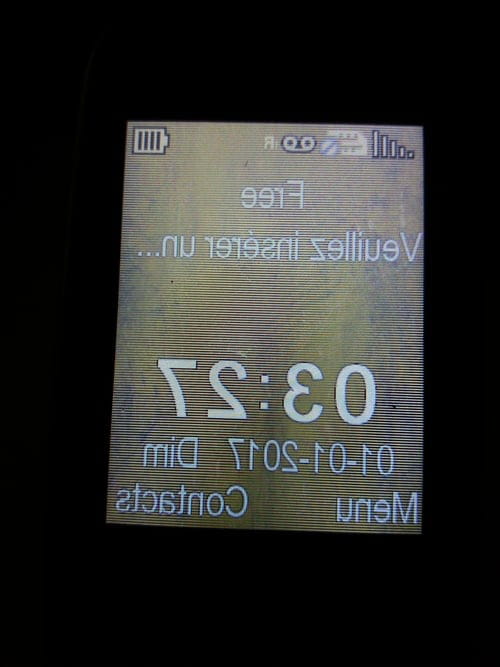 R
Free
Veuillez insérer un...
03:27
01-01-2017 Dim
Menu Contacts